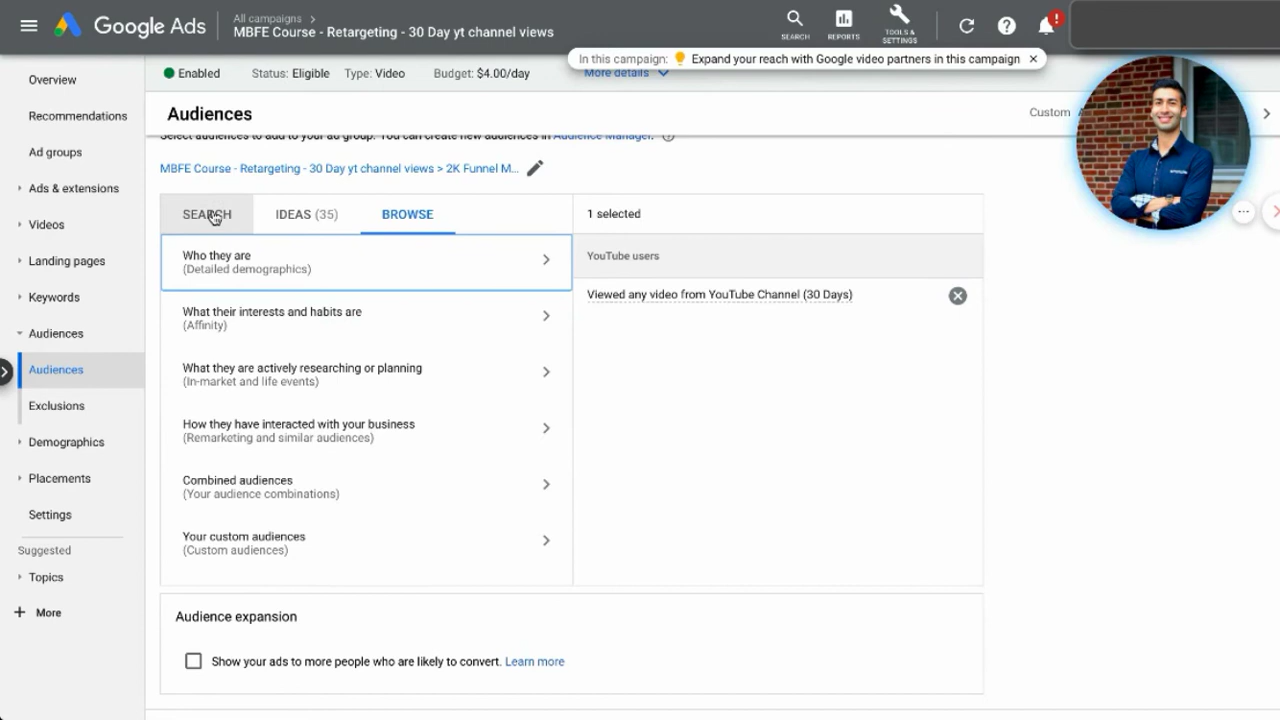 Google Ads
All campaigns
MBFE Course - Retargeting - 30 Day yt channel views
SEARCH
REPORTS
TOOLS &
SETTINGS
In this campaign: Expand your reach with Google video partners in this campaign
Enabled
Status: Eligible
Type: Video
Budget: $4.00/day
More details
Overview
Recommendations
Ad groups
Ads & extensions
Videos
Landing pages
Keywords
Audiences
Audiences
Exclusions
Demographics
Placements
Settings
Suggested
Topics
More
Audiences
Custom
Select audiences to add to your ad group. You can create new audiences in Audience Manager.
MBFE Course - Retargeting - 30 Day yt channel views > 2K Funnel M...
SEARCH
IDEAS (35)
BROWSE
1 selected
Who they are
(Detailed demographics)
What their interests and habits are
(Affinity)
What they are actively researching or planning
(In-market and life events)
How they have interacted with your business
(Remarketing and similar audiences)
Combined audiences
(Your audience combinations)
Your custom audiences
(Custom audiences)
YouTube users
Viewed any video from YouTube Channel (30 Days)
Audience expansion
Show your ads to more people who are likely to convert. Learn more